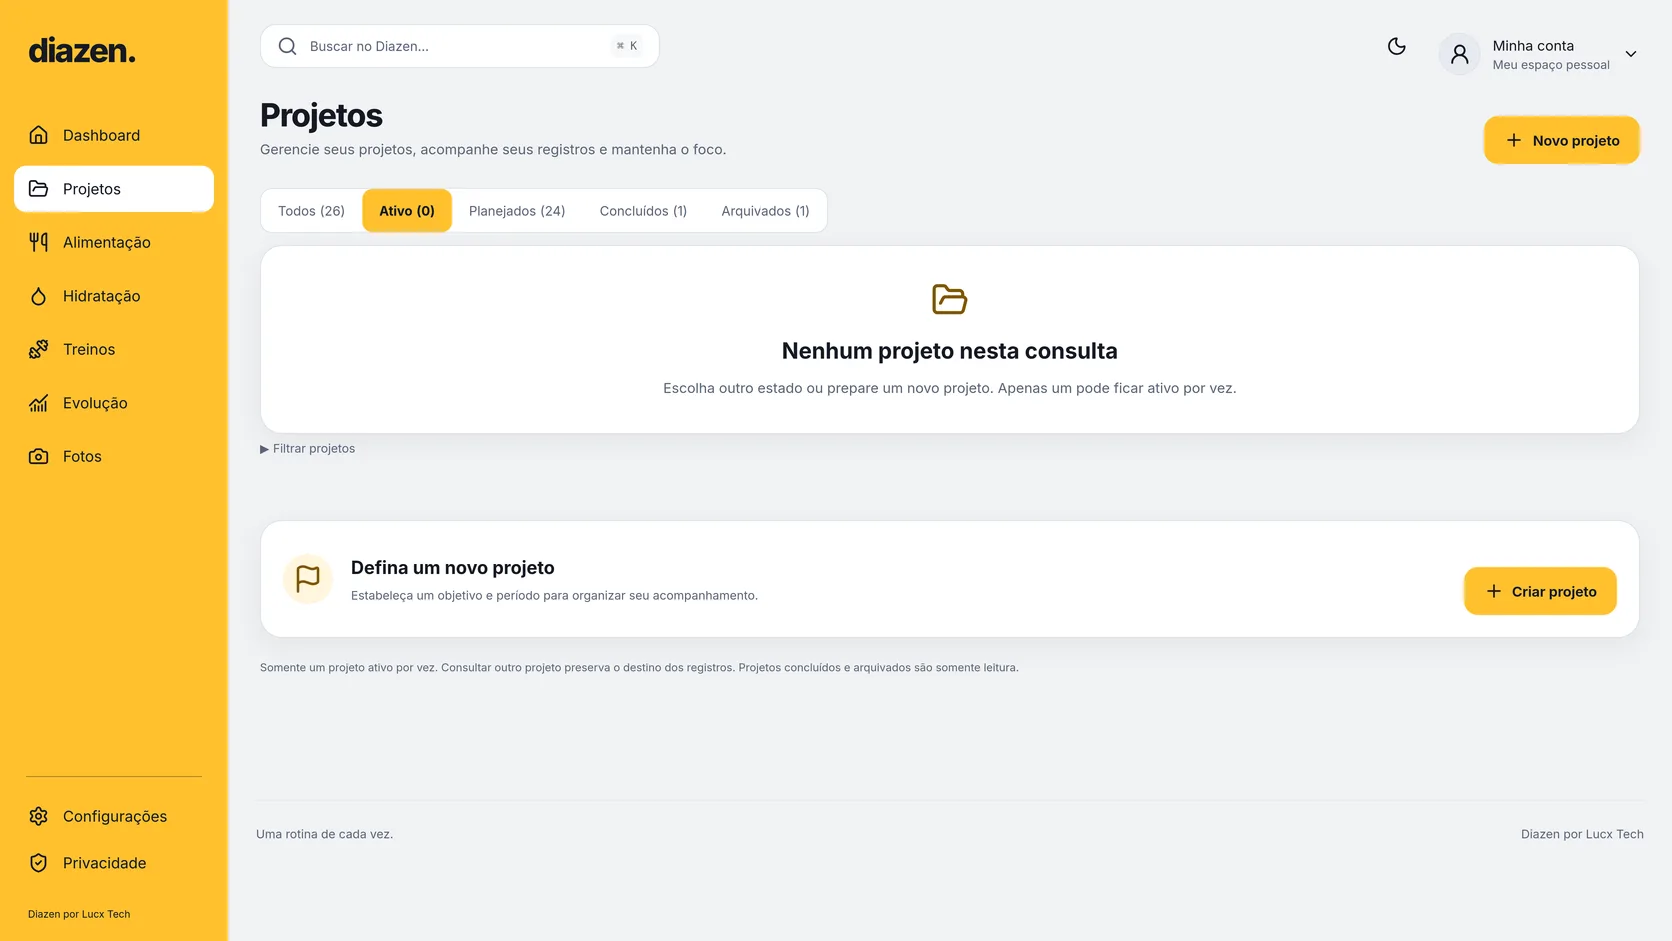 diazen.
Dashboard
Projetos
Alimentação
Hidratação
Treinos
Evolução
Fotos
Configurações
Privacidade
Diazen por Lucx Tech
Buscar no Diazen...
⌘ K
Minha conta
Meu espaço pessoal
Projetos
Gerencie seus projetos, acompanhe seus registros e mantenha o foco.
+ Novo projeto
Todos (26) Ativo (0) Planejados (24) Concluídos (1) Arquivados (1)
Nenhum projeto nesta consulta
Escolha outro estado ou prepare um novo projeto. Apenas um pode ficar ativo por vez.
▶ Filtrar projetos
Defina um novo projeto
Estabeleça um objetivo e período para organizar seu acompanhamento.
+ Criar projeto
Somente um projeto ativo por vez. Consultar outro projeto preserva o destino dos registros. Projetos concluídos e arquivados são somente leitura.
Uma rotina de cada vez.
Diazen por Lucx Tech